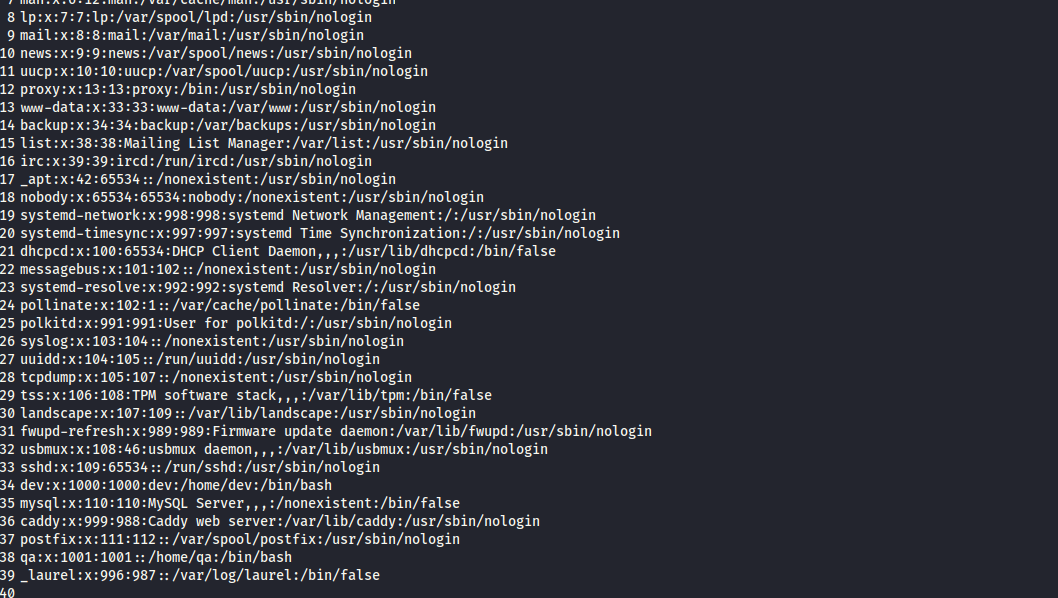 7 man:x:6:12:man:/var/cache/man:/usr/sbin/nologin
8 lp:x:7:7:lp:/var/spool/lpd:/usr/sbin/nologin
9 mail:x:8:8:mail:/var/mail:/usr/sbin/nologin
10 news:x:9:9:news:/var/spool/news:/usr/sbin/nologin
11 uucp:x:10:10:uucp:/var/spool/uucp:/usr/sbin/nologin
12 proxy:x:13:13:proxy:/bin:/usr/sbin/nologin
13 www-data:x:33:33:www-data:/var/www:/usr/sbin/nologin
14 backup:x:34:34:backup:/var/backups:/usr/sbin/nologin
15 list:x:38:38:Mailing List Manager:/var/list:/usr/sbin/nologin
16 irc:x:39:39:ircd:/run/ircd:/usr/sbin/nologin
17 _apt:x:42:65534::/nonexistent:/usr/sbin/nologin
18 nobody:x:65534:65534:nobody:/nonexistent:/usr/sbin/nologin
19 systemd-network:x:998:998:systemd Network Management:/:/usr/sbin/nologin
20 systemd-timesync:x:997:997:systemd Time Synchronization:/:/usr/sbin/nologin
21 dhcpcd:x:100:65534:DHCP Client Daemon,,,:/usr/lib/dhcpcd:/bin/false
22 messagebus:x:101:102::/nonexistent:/usr/sbin/nologin
23 systemd-resolve:x:992:992:systemd Resolver:/:/usr/sbin/nologin
24 pollinate:x:102:1::/var/cache/pollinate:/bin/false
25 polkitd:x:991:991:User for polkitd:/:/usr/sbin/nologin
26 syslog:x:103:104::/nonexistent:/usr/sbin/nologin
27 uuidd:x:104:105::/run/uuidd:/usr/sbin/nologin
28 tcpdump:x:105:107::/nonexistent:/usr/sbin/nologin
29 tss:x:106:108:TPM software stack,,,:/var/lib/tpm:/bin/false
30 landscape:x:107:109::/var/lib/landscape:/usr/sbin/nologin
31 fwupd-refresh:x:989:989:Firmware update daemon:/var/lib/fwupd:/usr/sbin/nologin
32 usbmux:x:108:46:usbmux daemon,,,:/var/lib/usbmux:/usr/sbin/nologin
33 sshd:x:109:65534::/run/sshd:/usr/sbin/nologin
34 dev:x:1000:1000:dev:/home/dev:/bin/bash
35 mysql:x:110:110:MySQL Server,,,:/nonexistent:/bin/false
36 caddy:x:999:988:Caddy web server:/var/lib/caddy:/usr/sbin/nologin
37 postfix:x:111:112::/var/spool/postfix:/usr/sbin/nologin
38 qa:x:1001:1001::/home/qa:/bin/bash
39 _laurel:x:996:987::/var/log/laurel:/bin/false
40